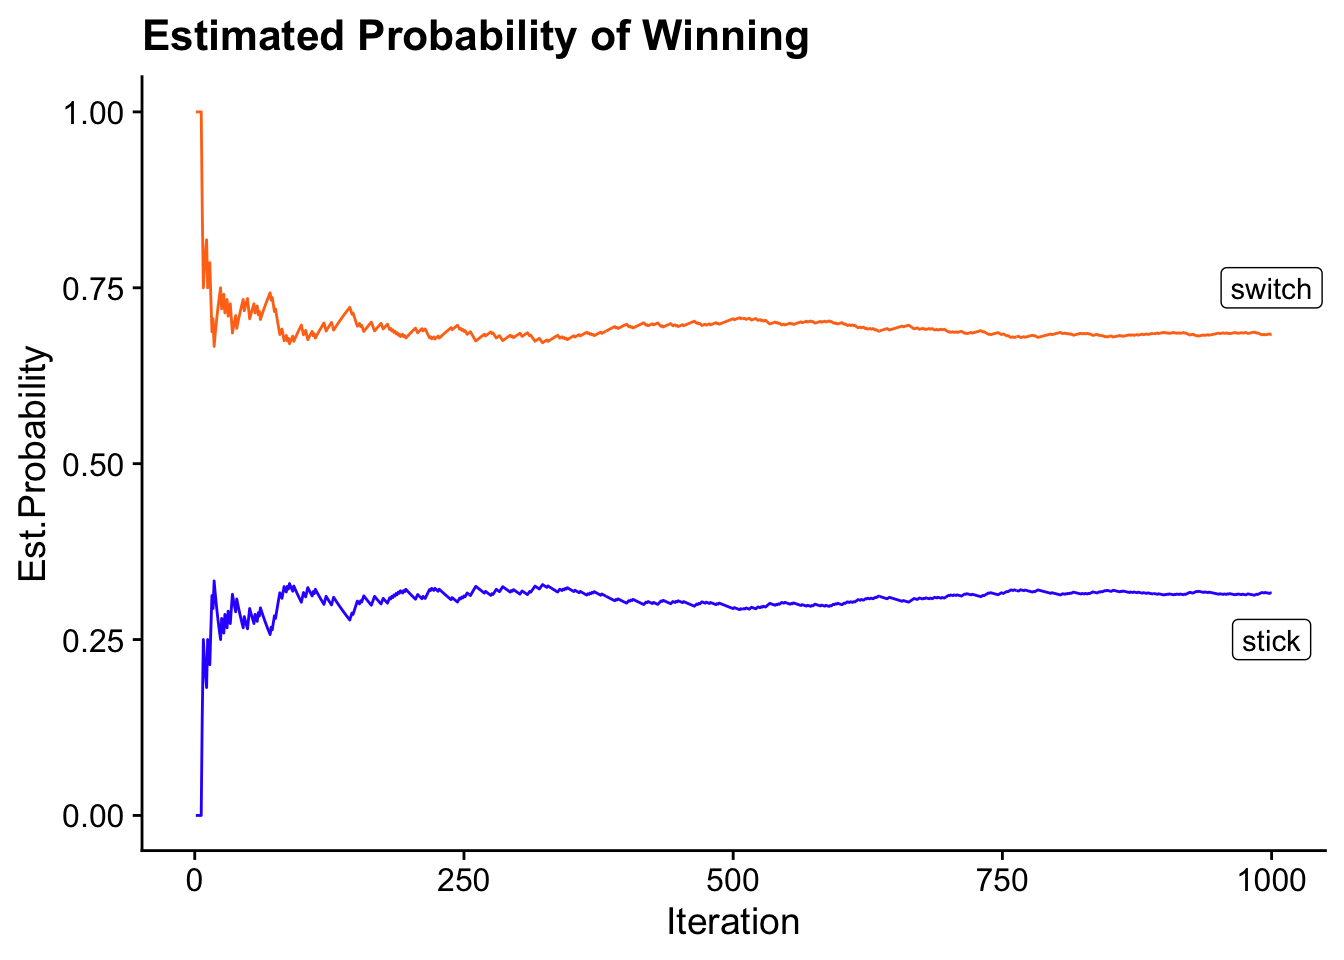 Estimated Probability of Winning
1.00
0.75
0.50
0.25
0.00
Est.Probability
switch
stick
0 250 500 750 1000
Iteration